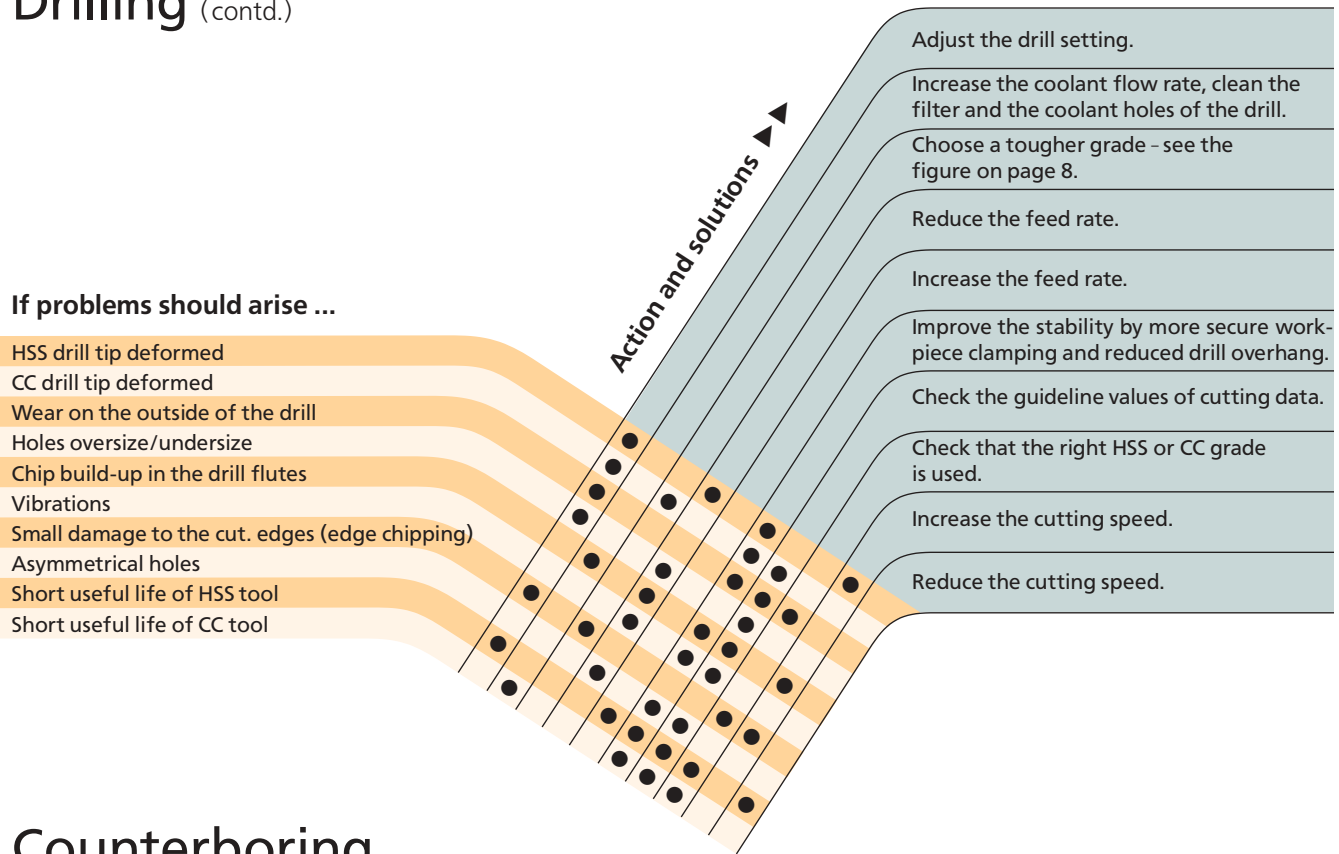 Drilling (contd.)
Adjust the drill setting.
Increase the coolant flow rate, clean the
filter and the coolant holes of the drill.
Choose a tougher grade – see the
figure on page 8.
Reduce the feed rate.
Increase the feed rate.
Improve the stability by more secure work-
piece clamping and reduced drill overhang.
Check the guideline values of cutting data.
Check that the right HSS or CC grade
is used.
Increase the cutting speed.
Reduce the cutting speed.
Action and solutions
If problems should arise ...
HSS drill tip deformed
CC drill tip deformed
Wear on the outside of the drill
Holes oversize/undersize
Chip build-up in the drill flutes
Vibrations
Small damage to the cut. edges (edge chipping)
Asymmetrical holes
Short useful life of HSS tool
Short useful life of CC tool
Counterboring